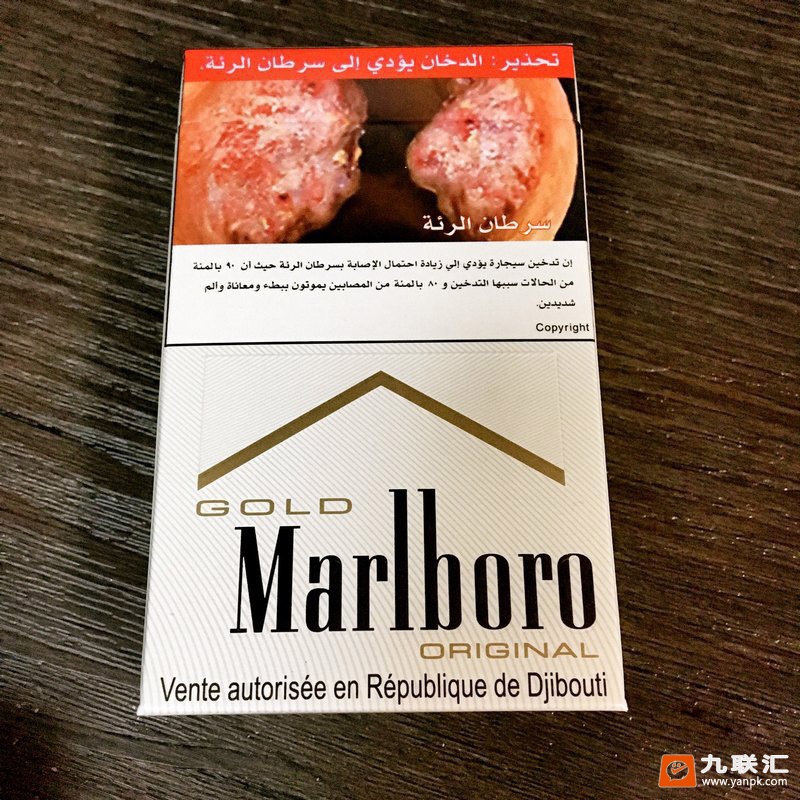 تحذير: الدخان يؤدي إلى سرطان الرئة.
سرطان الرئة
إن تدخين سيجارة يؤدي إلي زيادة احتمال الإصابة بسرطان الرئة حيث أن ٩٠ بالمئة
من الحالات سببها التدخين و ٨٠ بالمئة من المصابين يموتون ببطء ومعاناة وألم
شديدين.
Copyright
GOLD
Marlboro
ORIGINAL
Vente autorisée en République de Djibouti
九联汇
www.yanpk.com